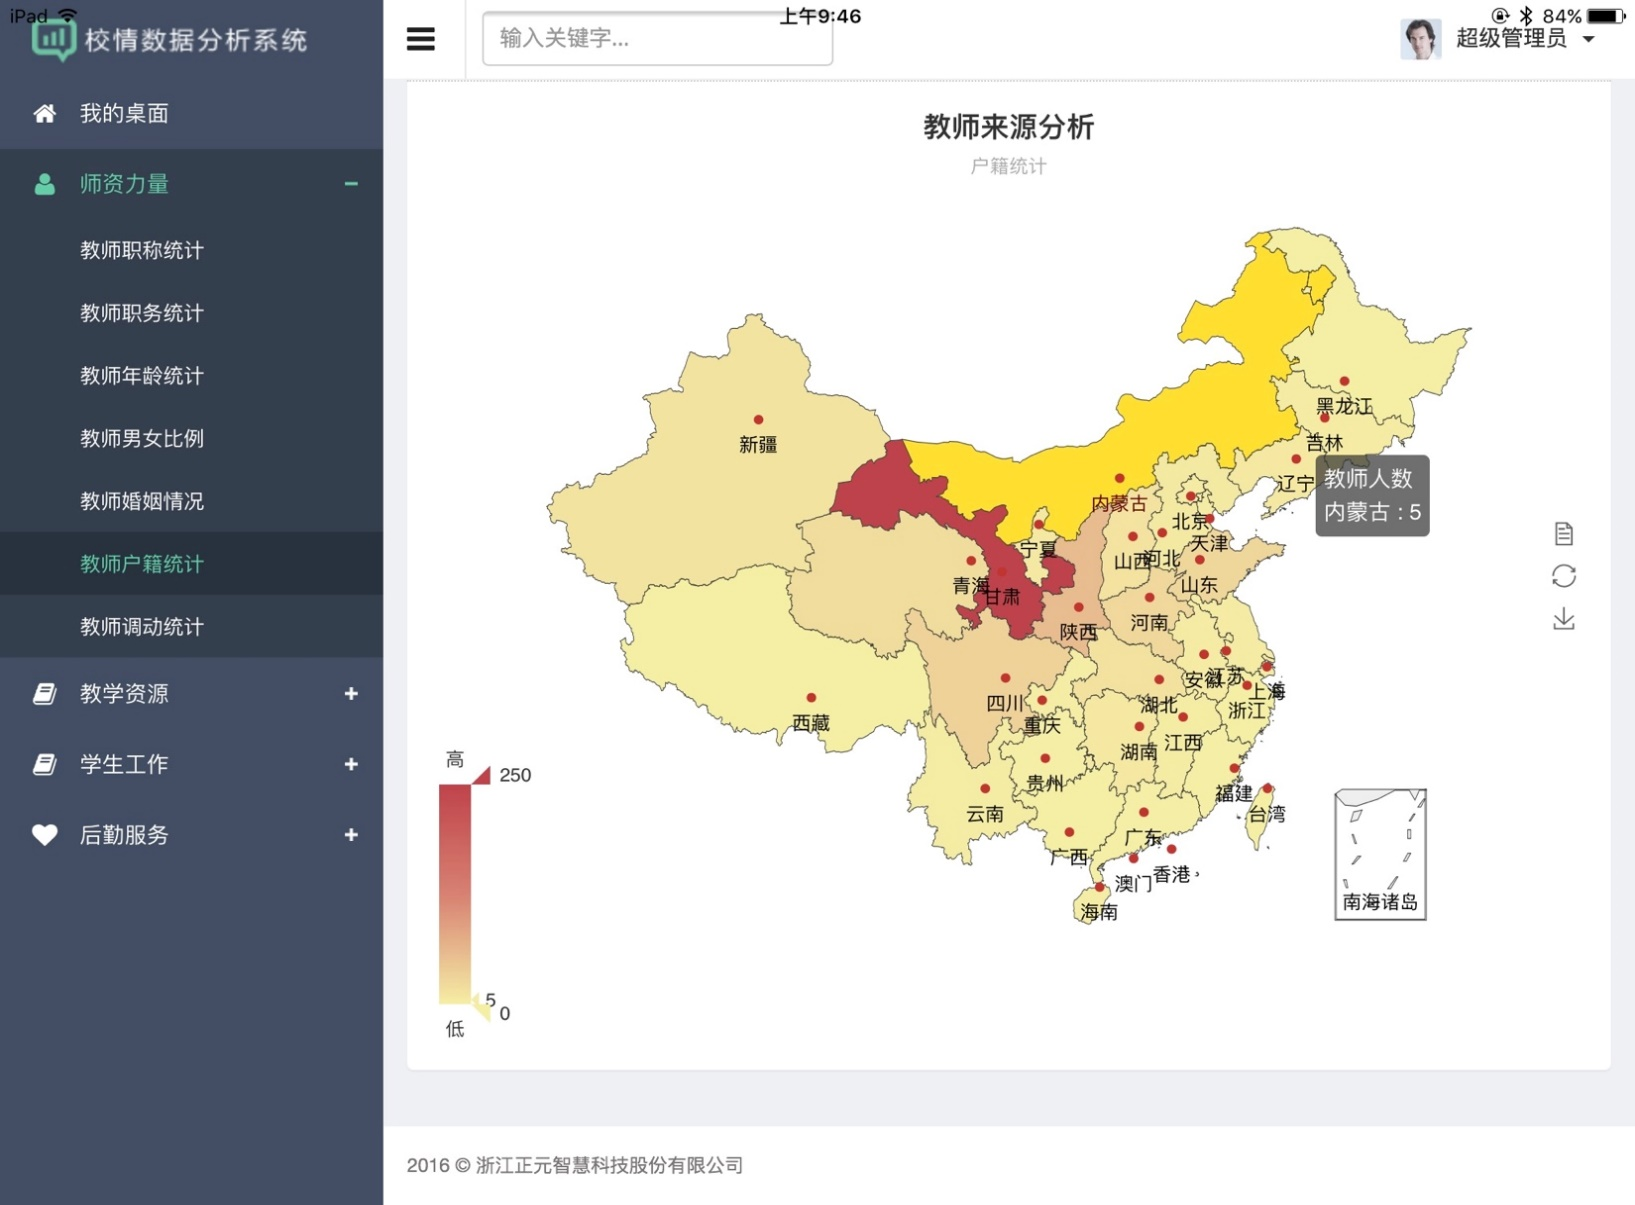 iPad
上午9:46
84%
校情数据分析系统
输入关键字...
超级管理员
我的桌面
师资力量
教师职称统计
教师职务统计
教师年龄统计
教师男女比例
教师婚姻情况
教师户籍统计
教师调动统计
教学资源
学生工作
后勤服务
教师来源分析
户籍统计
黑龙江
吉林
新疆
辽宁
教师人数
内蒙古 : 5
内蒙古
北京
天津
宁夏
山西
河北
青海
甘肃
山东
河南
陕西
四川
安徽
江苏
上海
西藏
重庆
湖北
浙江
湖南
江西
贵州
福建
云南
台湾
广东
广西
香港
澳门
海南
南海诸岛
高
250
5
0
低
2016 © 浙江正元智慧科技股份有限公司